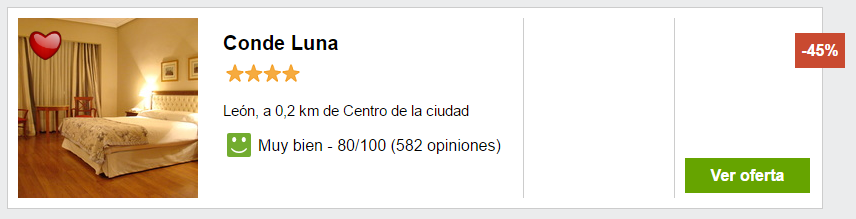 Conde Luna
León, a 0,2 km de Centro de la ciudad
Muy bien - 80/100 (582 opiniones)
-45%
Ver oferta